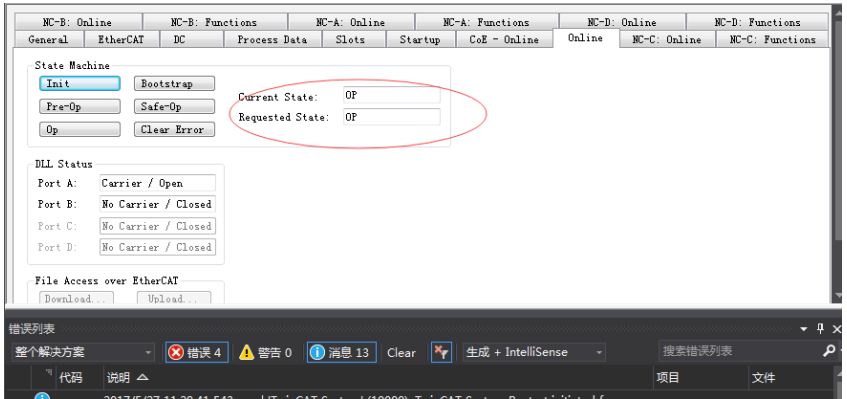 NC-B: Online NC-B: Functions NC-A: Online NC-A: Functions NC-D: Online NC-D: Functions
General EtherCAT DC Process Data Slots Startup CoE - Online Online NC-C: Online NC-C: Functions
State Machine
Init Bootstrap
Current State: OP
Pre-Op Safe-Op
Requested State: OP
Op Clear Error
DLL Status
Port A: Carrier / Open
Port B: No Carrier / Closed
Port C: No Carrier / Closed
Port D: No Carrier / Closed
File Access over EtherCAT
Download... Upload...
错误列表
整个解决方案 错误 4 警告 0 消息 13 Clear 生成 + IntelliSense 搜索错误列表
代码 说明 项目 文件